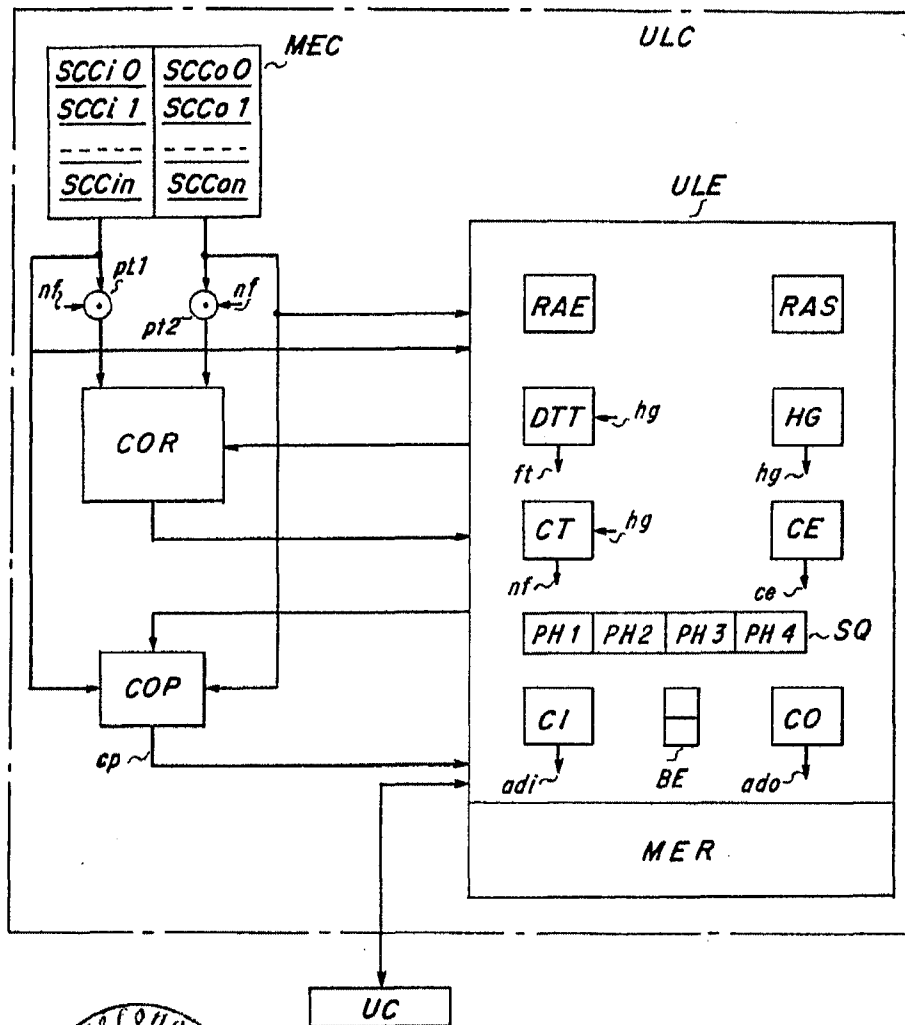 ULC
MEC
SCCi 0 SCCo 0
SCCi 1 SCCo 1
SCCin SCCon
ULE
nf pt1 nf
pt2
RAE RAS
COR
DTT hg HG
ft hg
CT hg CE
nf ce
PH 1 PH 2 PH 3 PH 4 SQ
COP
CI CO
cp
adi BE ado
MER
UC